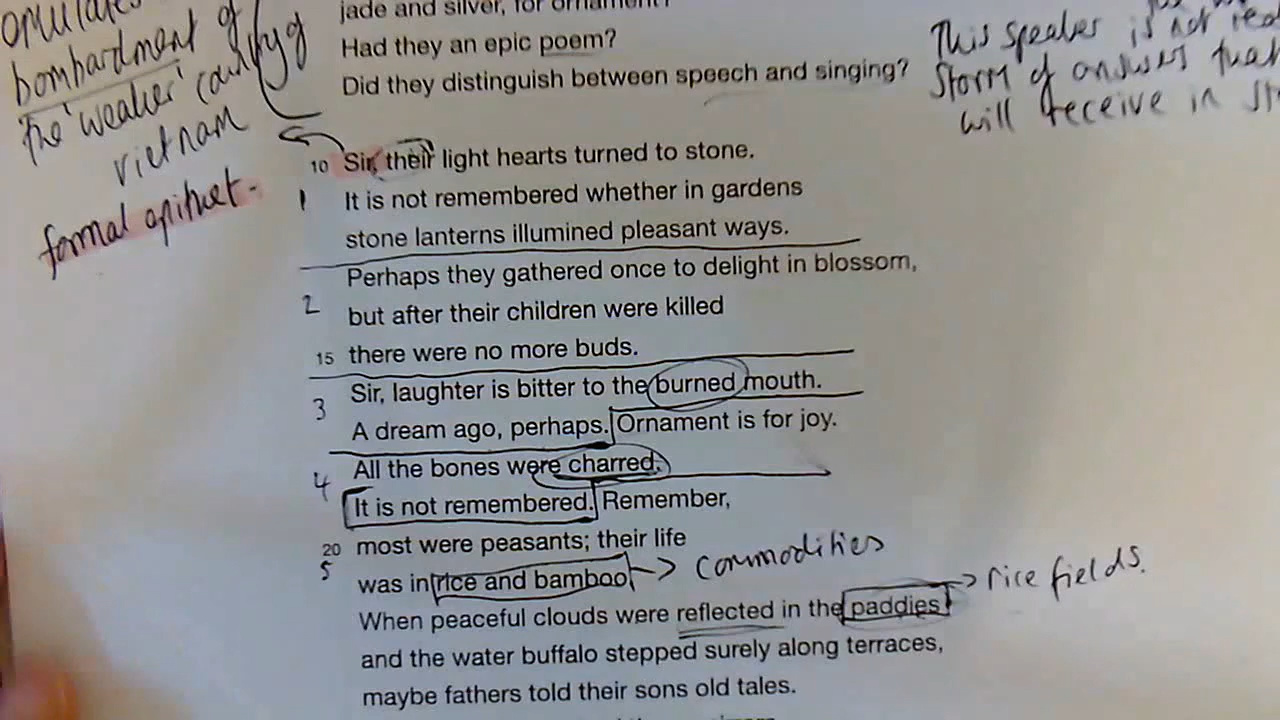 jade and silver, for ornament?
Had they an epic poem?
Did they distinguish between speech and singing?
bombardment of
the 'weaker' country
vietnam
formal epithet -
This speaker is not
storm of answers that
will receive in
10 Sir, their light hearts turned to stone.
1 It is not remembered whether in gardens
stone lanterns illumined pleasant ways.
Perhaps they gathered once to delight in blossom,
2 but after their children were killed
15 there were no more buds.
Sir, laughter is bitter to the burned mouth.
3 A dream ago, perhaps. Ornament is for joy.
All the bones were charred.
4 It is not remembered. Remember,
20 most were peasants; their life
5 was in rice and bamboo → commodities
When peaceful clouds were reflected in the paddies → rice fields.
and the water buffalo stepped surely along terraces,
maybe fathers told their sons old tales.